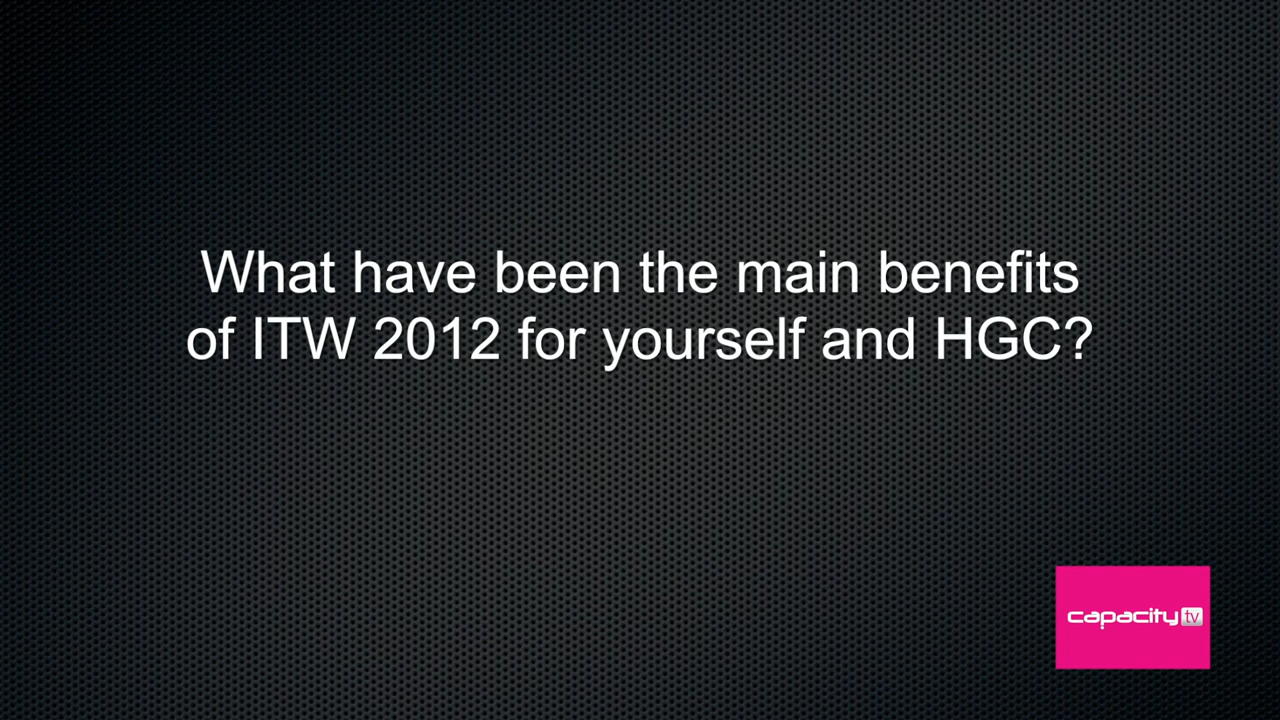 What have been the main benefits
of ITW 2012 for yourself and HGC?
capacity tv